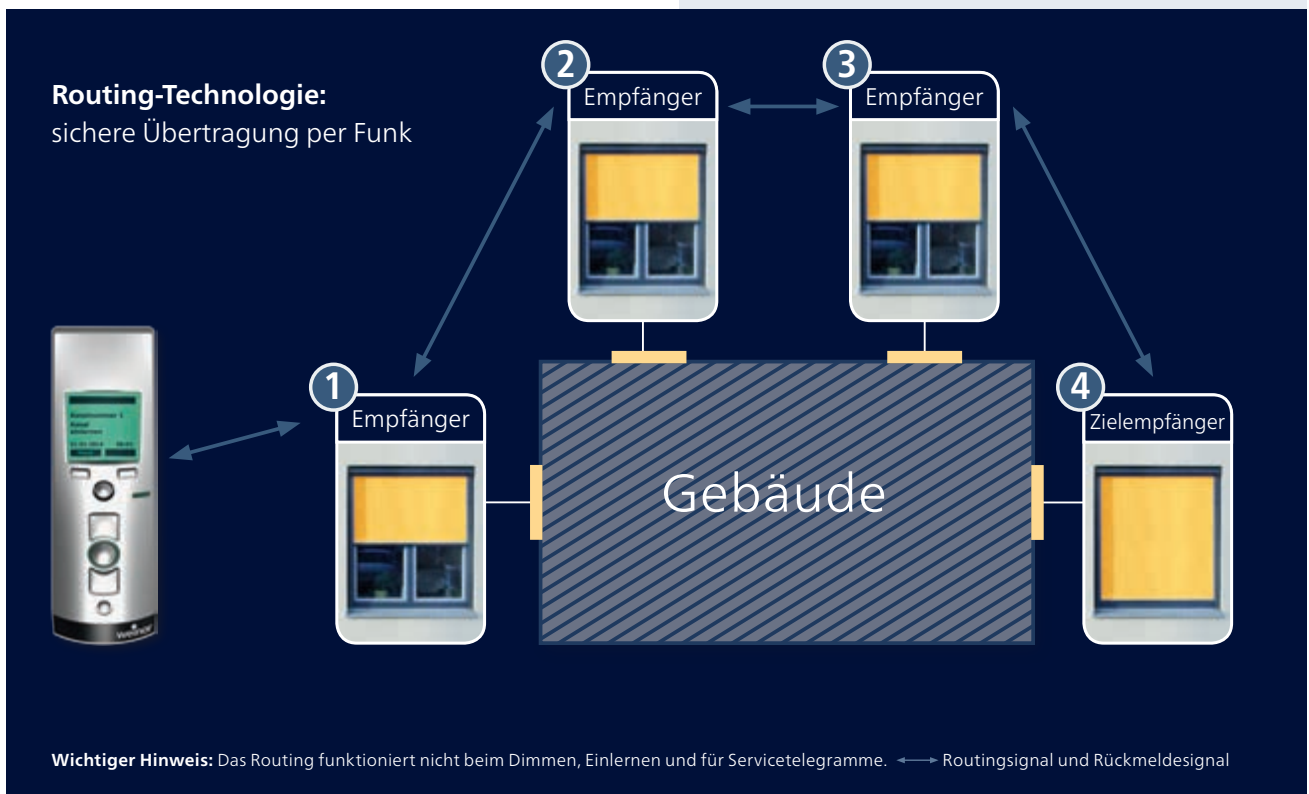 Routing-Technologie:
sichere Übertragung per Funk
2
Empfänger
3
Empfänger
1
Empfänger
4
Zielempfänger
Gebäude
weinor
Wichtiger Hinweis: Das Routing funktioniert nicht beim Dimmen, Einlernen und für Servicetelegramme. ⟷ Routingsignal und Rückmeldesignal